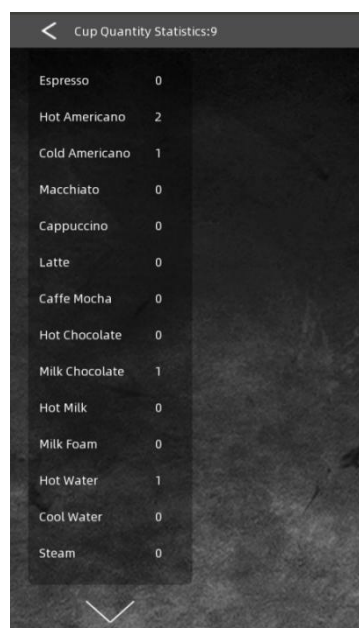 Cup Quantity Statistics:9
Espresso 0
Hot Americano 2
Cold Americano 1
Macchiato 0
Cappuccino 0
Latte 0
Caffe Mocha 0
Hot Chocolate 0
Milk Chocolate 1
Hot Milk 0
Milk Foam 0
Hot Water 1
Cool Water 0
Steam 0